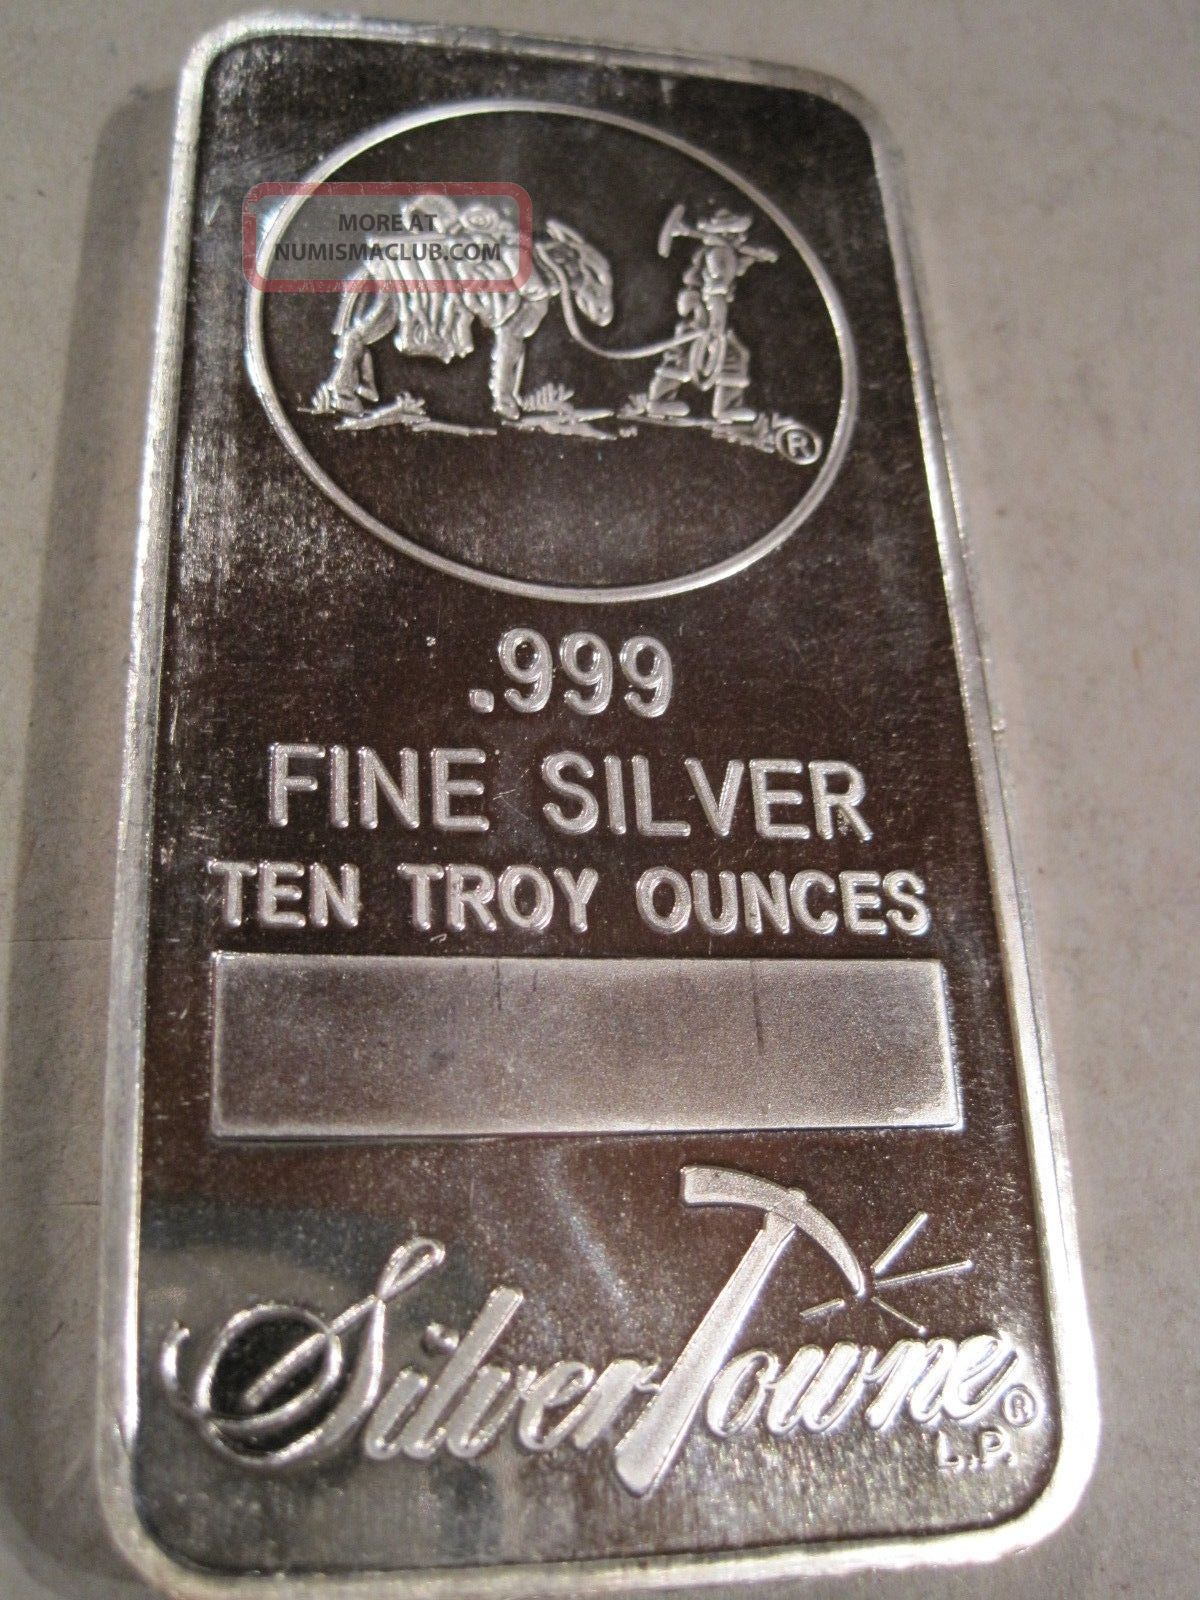 MORE AT
NUMISMACLUB.COM
®
.999
FINE SILVER
TEN TROY OUNCES
SilverTowne®
L.P.